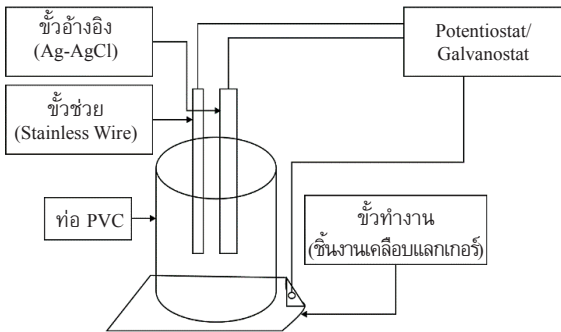 ขั้วอ้างอิง
(Ag-AgCl)
ขั้วช่วย
(Stainless Wire)
ท่อ PVC
Potentiostat/
Galvanostat
ขั้วทำงาน
(ชิ้นงานเคลือบแลกเกอร์)